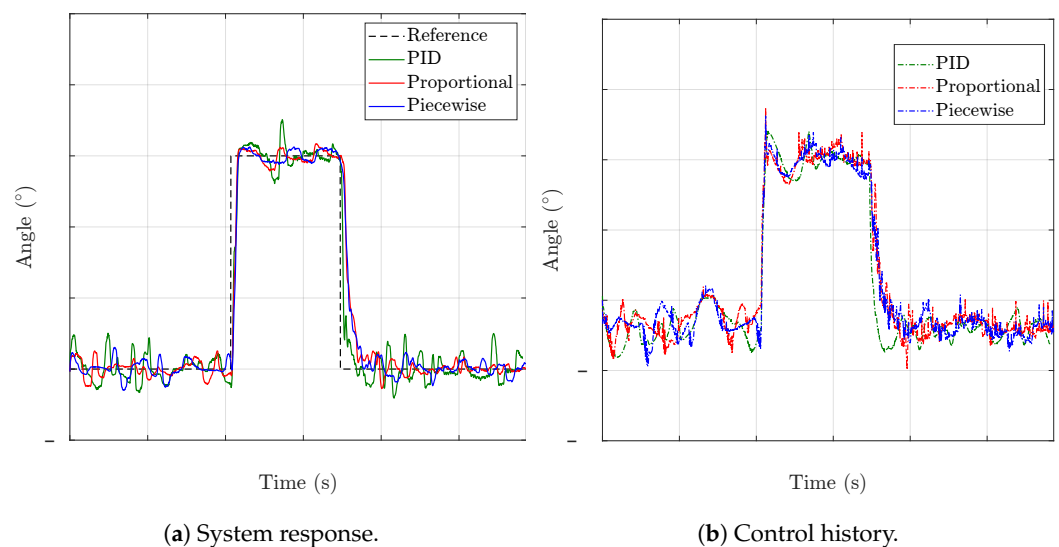 Reference
PID
Proportional
Piecewise
Angle (°)
–
Time (s)
(a) System response.
PID
Proportional
Piecewise
Angle (°)
–
Time (s)
(b) Control history.